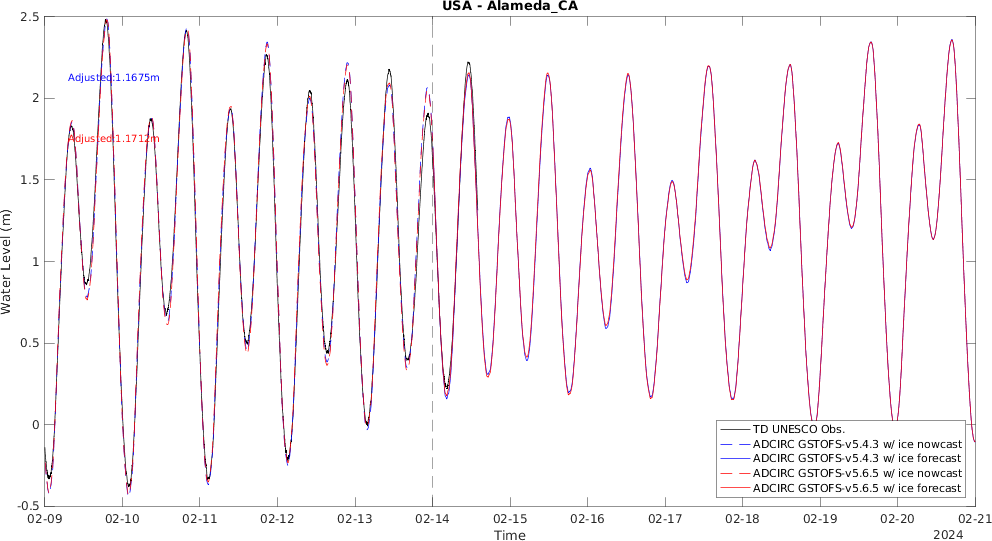 USA - Alameda_CA
2.5
2
1.5
1
0.5
0
-0.5
Water Level (m)
Adjusted:1.1675m
Adjusted:1.1712m
TD UNESCO Obs.
ADCIRC GSTOFS-v5.4.3 w/ ice nowcast
ADCIRC GSTOFS-v5.4.3 w/ ice forecast
ADCIRC GSTOFS-v5.6.5 w/ ice nowcast
ADCIRC GSTOFS-v5.6.5 w/ ice forecast
02-09 02-10 02-11 02-12 02-13 02-14 02-15 02-16 02-17 02-18 02-19 02-20 02-21
Time
2024